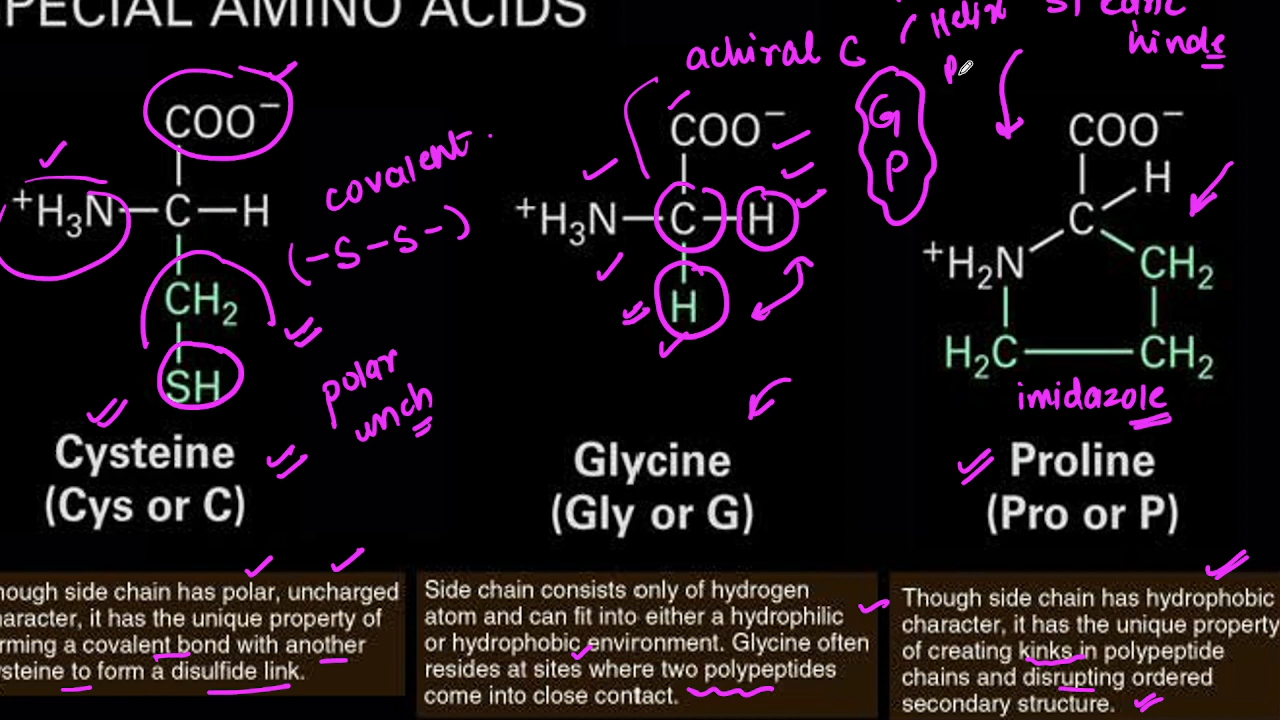 PECIAL AMINO ACIDS
Helix
hinde
achiral C
G
P
COO⁻
⁺H₃N—C—H
CH₂
SH
covalent
(-S-S-)
polar
unch
Cysteine
(Cys or C)
COO⁻
⁺H₃N—C—H
H
Glycine
(Gly or G)
COO⁻
H
C
⁺H₂N
CH₂
H₂C
CH₂
imidazole
Proline
(Pro or P)
hough side chain has polar, uncharged
haracter, it has the unique property of
rming a covalent bond with another
steine to form a disulfide link.
Side chain consists only of hydrogen
atom and can fit into either a hydrophilic
or hydrophobic environment. Glycine often
resides at sites where two polypeptides
come into close contact.
Though side chain has hydrophobic
character, it has the unique property
of creating kinks in polypeptide
chains and disrupting ordered
secondary structure.